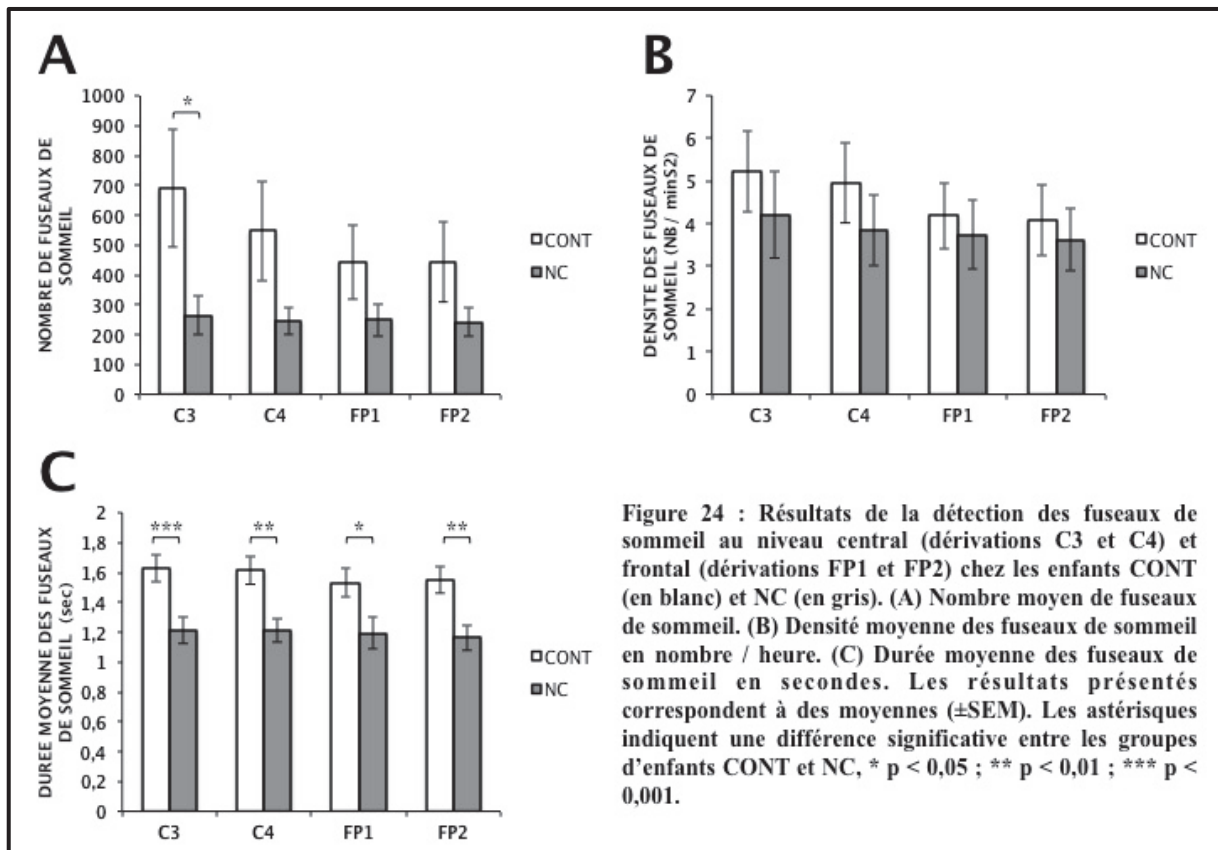 A
NOMBRE DE FUSEAUX DE
SOMMEIL
1000
900
800
700
600
500
400
300
200
100
0
*
C3
C4
FP1
FP2
CONT
NC
B
DENSITE DES FUSEAUX DE
SOMMEIL (NB / minS2)
7
6
5
4
3
2
1
0
C3
C4
FP1
FP2
CONT
NC
C
DUREE MOYENNE DES FUSEAUX
DE SOMMEIL (sec)
2
1,8
1,6
1,4
1,2
1
0,8
0,6
0,4
0,2
0
***
**
*
**
C3
C4
FP1
FP2
CONT
NC
Figure 24 : Résultats de la détection des fuseaux de
sommeil au niveau central (dérivations C3 et C4) et
frontal (dérivations FP1 et FP2) chez les enfants CONT
(en blanc) et NC (en gris). (A) Nombre moyen de fuseaux
de sommeil. (B) Densité moyenne des fuseaux de sommeil
en nombre / heure. (C) Durée moyenne des fuseaux de
sommeil en secondes. Les résultats présentés
correspondent à des moyennes (±SEM). Les astérisques
indiquent une différence significative entre les groupes
d'enfants CONT et NC, * p < 0,05 ; ** p < 0,01 ; *** p <
0,001.